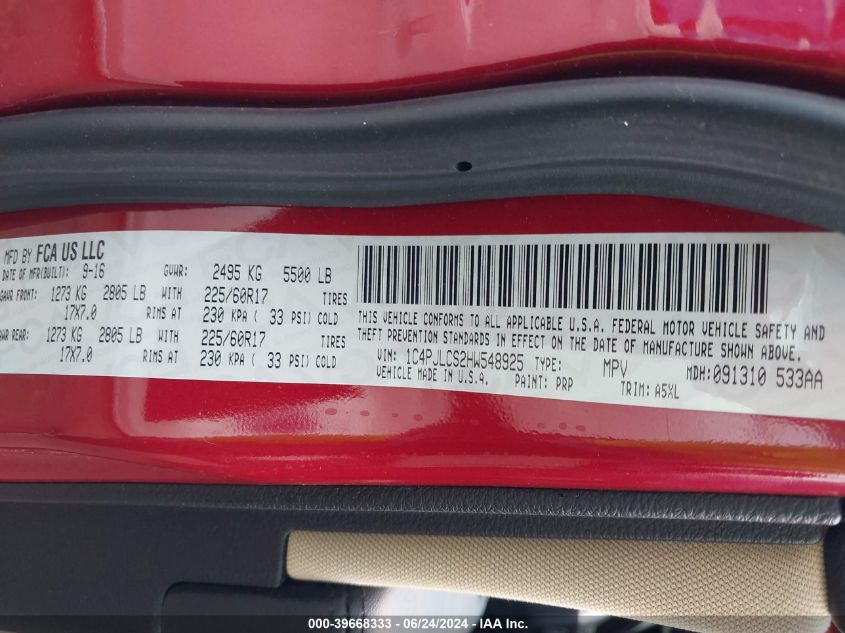 MFD BY FCA US LLC
DATE OF MFR(BUILT): 9-16 GVWR: 2495 KG 5500 LB
GAWR FRONT: 1273 KG 2805 LB WITH 225/60R17 TIRES
17X7.0 RIMS AT 230 KPA ( 33 PSI) COLD
GAWR REAR: 1273 KG 2805 LB WITH 225/60R17 TIRES
17X7.0 RIMS AT 230 KPA ( 33 PSI) COLD
THIS VEHICLE CONFORMS TO ALL APPLICABLE U.S.A. FEDERAL MOTOR VEHICLE SAFETY AND
THEFT PREVENTION STANDARDS IN EFFECT ON THE DATE OF MANUFACTURE SHOWN ABOVE.
VIN: 1C4PJLCS2HW548925 TYPE: MPV MDH:091310 533AA
VEHICLE MADE IN U.S.A. PAINT: PRP TRIM: A5XL
000-39668333 - 06/24/2024 - IAA Inc.